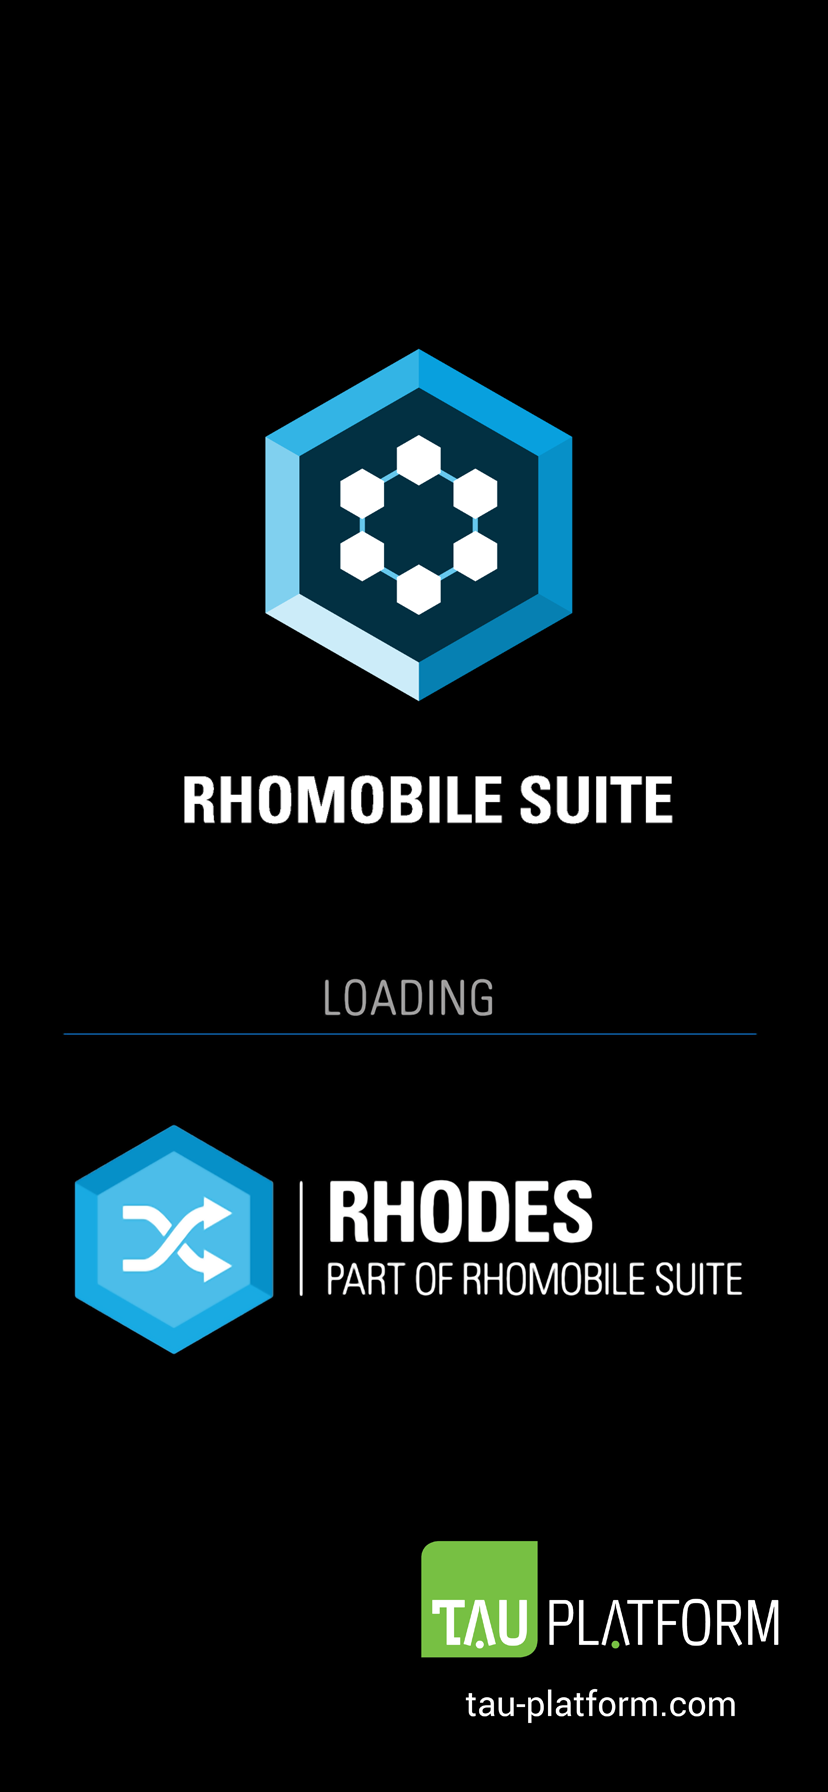 RHOMOBILE SUITE
LOADING
RHODES
PART OF RHOMOBILE SUITE
TAU PLATFORM
tau-platform.com